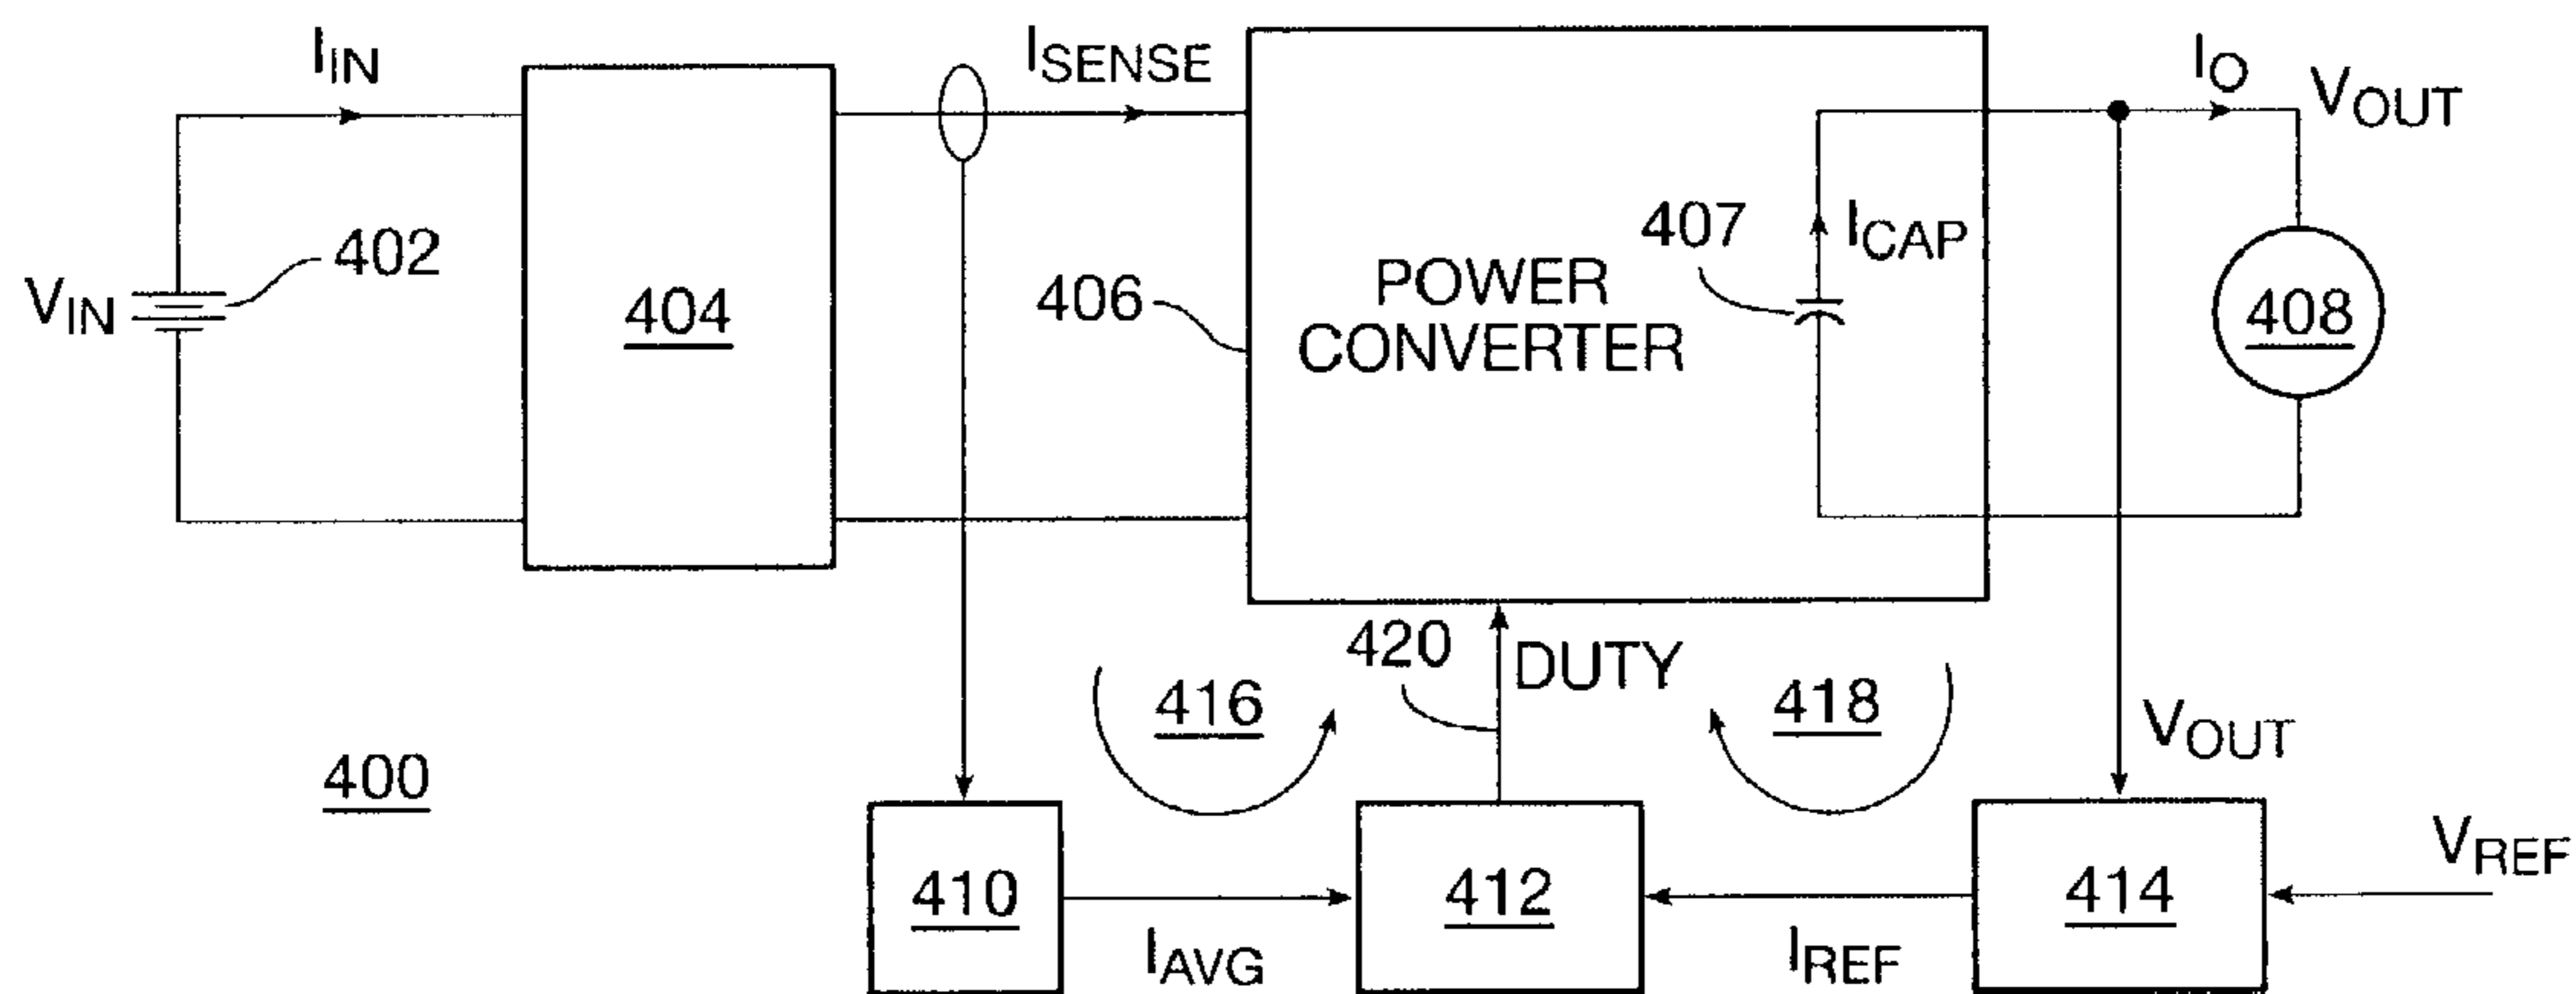 I_IN
I_SENSE
I_O
V_OUT
V_IN
402
404
406
POWER
CONVERTER
407
I_CAP
408
420
DUTY
416
418
V_OUT
400
410
I_AVG
412
I_REF
414
V_REF